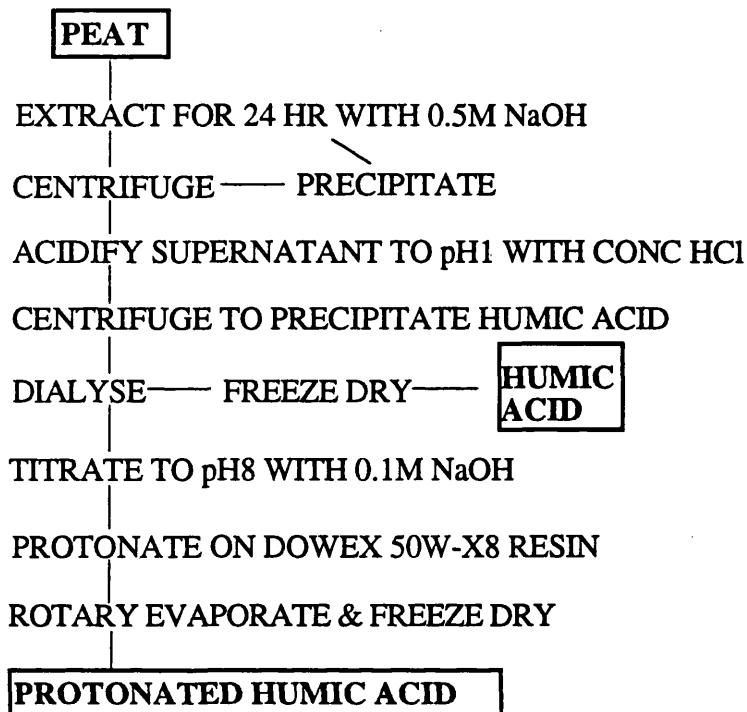 PEAT
EXTRACT FOR 24 HR WITH 0.5M NaOH
CENTRIFUGE PRECIPITATE
ACIDIFY SUPERNATANT TO pH1 WITH CONC HCl
CENTRIFUGE TO PRECIPITATE HUMIC ACID
DIALYSE FREEZE DRY HUMIC
ACID
TITRATE TO pH8 WITH 0.1M NaOH
PROTONATE ON DOWEX 50W-X8 RESIN
ROTARY EVAPORATE & FREEZE DRY
PROTONATED HUMIC ACID